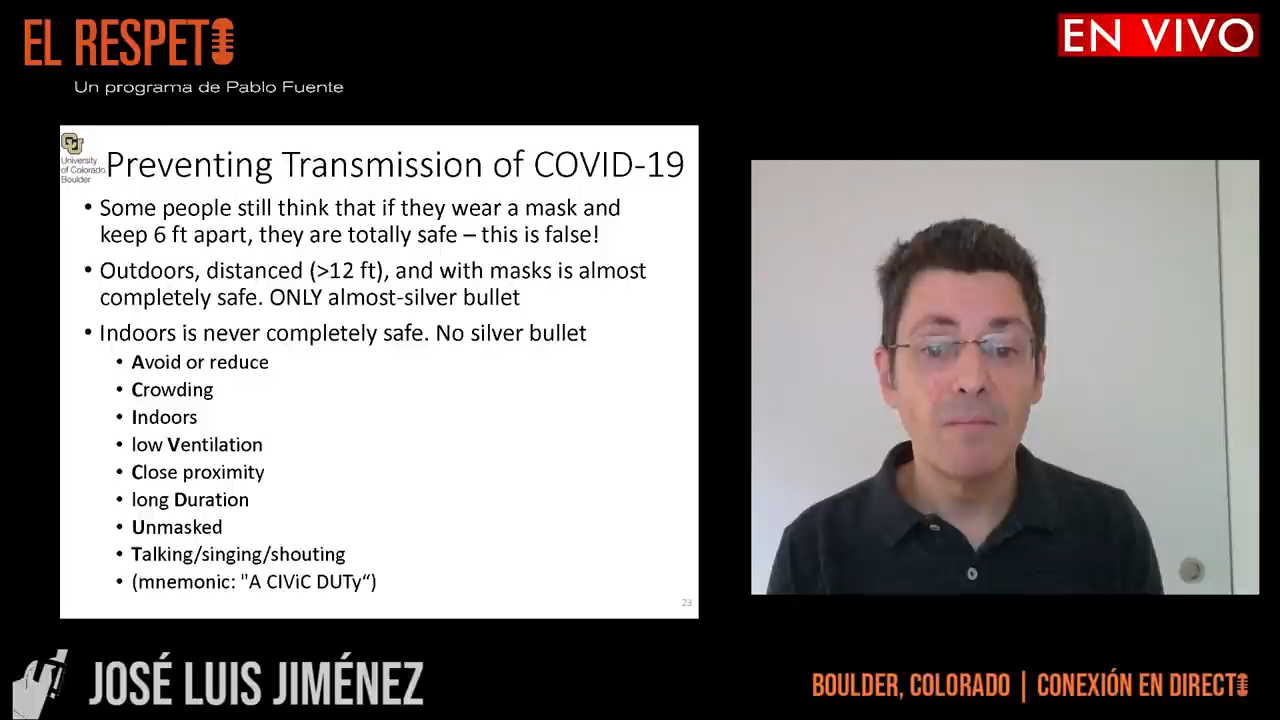 EL RESPETO
Un programa de Pablo Fuente
EN VIVO
CU
University
of Colorado
Boulder
Preventing Transmission of COVID-19
• Some people still think that if they wear a mask and
keep 6 ft apart, they are totally safe – this is false!
• Outdoors, distanced (>12 ft), and with masks is almost
completely safe. ONLY almost-silver bullet
• Indoors is never completely safe. No silver bullet
• Avoid or reduce
• Crowding
• Indoors
• low Ventilation
• Close proximity
• long Duration
• Unmasked
• Talking/singing/shouting
• (mnemonic: "A CIViC DUTy“)
23
JOSÉ LUIS JIMÉNEZ
BOULDER, COLORADO | CONEXIÓN EN DIRECTO